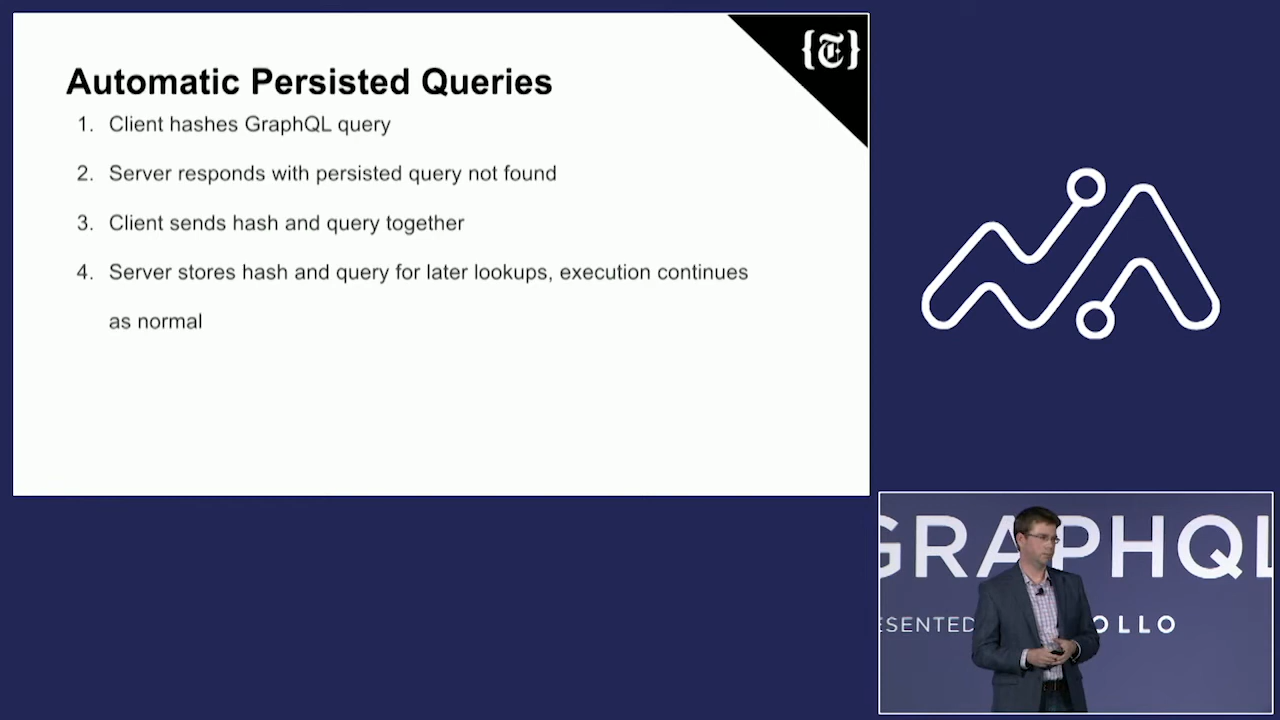 Automatic Persisted Queries
1. Client hashes GraphQL query
2. Server responds with persisted query not found
3. Client sends hash and query together
4. Server stores hash and query for later lookups, execution continues
as normal
{T}
GRAPHQL
ESENTED
OLLO